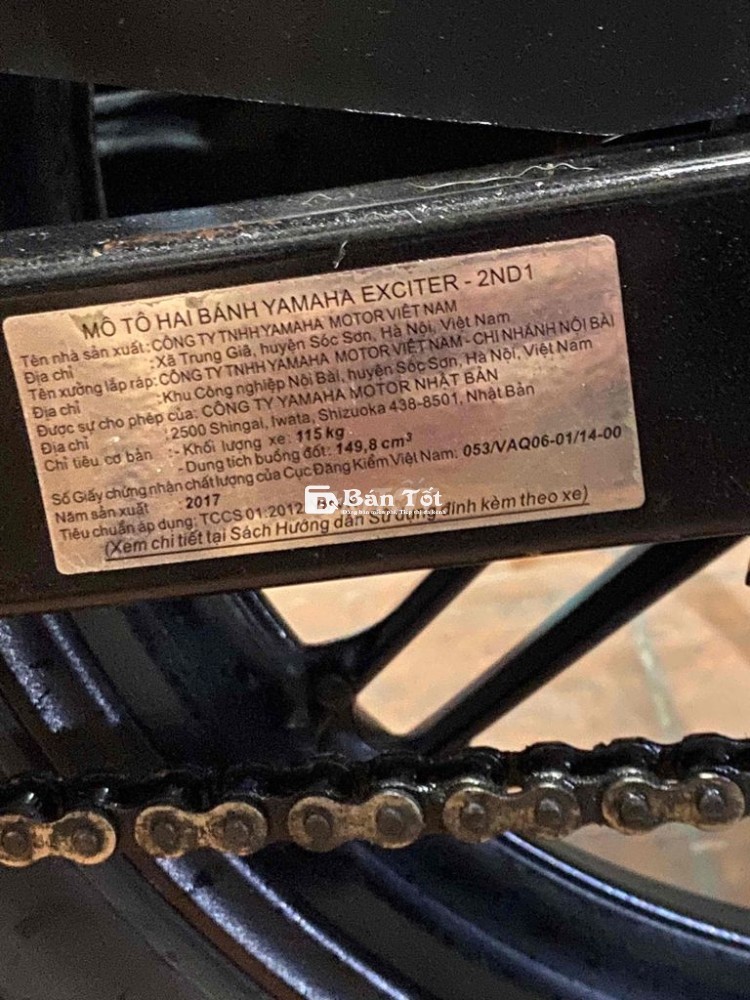 MÔ TÔ HAI BÁNH YAMAHA EXCITER - 2ND1
Tên nhà sản xuất : CÔNG TY TNHH YAMAHA MOTOR VIỆT NAM
Địa chỉ : Xã Trung Giã, huyện Sóc Sơn, Hà Nội, Việt Nam
Tên xưởng lắp ráp: CÔNG TY TNHH YAMAHA MOTOR VIỆT NAM - CHI NHÁNH NỘI BÀI
Địa chỉ : Khu Công nghiệp Nội Bài, huyện Sóc Sơn, Hà Nội, Việt Nam
Được sự cho phép của: CÔNG TY YAMAHA MOTOR NHẬT BẢN
Địa chỉ : 2500 Shingai, Iwata, Shizuoka 438-8501, Nhật Bản
Chỉ tiêu cơ bản :- Khối lượng xe: 115 kg
- Dung tích buồng đốt: 149,8 cm³
Số Giấy chứng nhận chất lượng của Cục Đăng Kiểm Việt Nam: 053/VAQ06-01/14-00
Năm sản xuất : 2017
Tiêu chuẩn áp dụng: TCCS 01:2012
Bán Tốt
(Xem chi tiết tại Sách Hướng dẫn Sử dụng đính kèm theo xe)